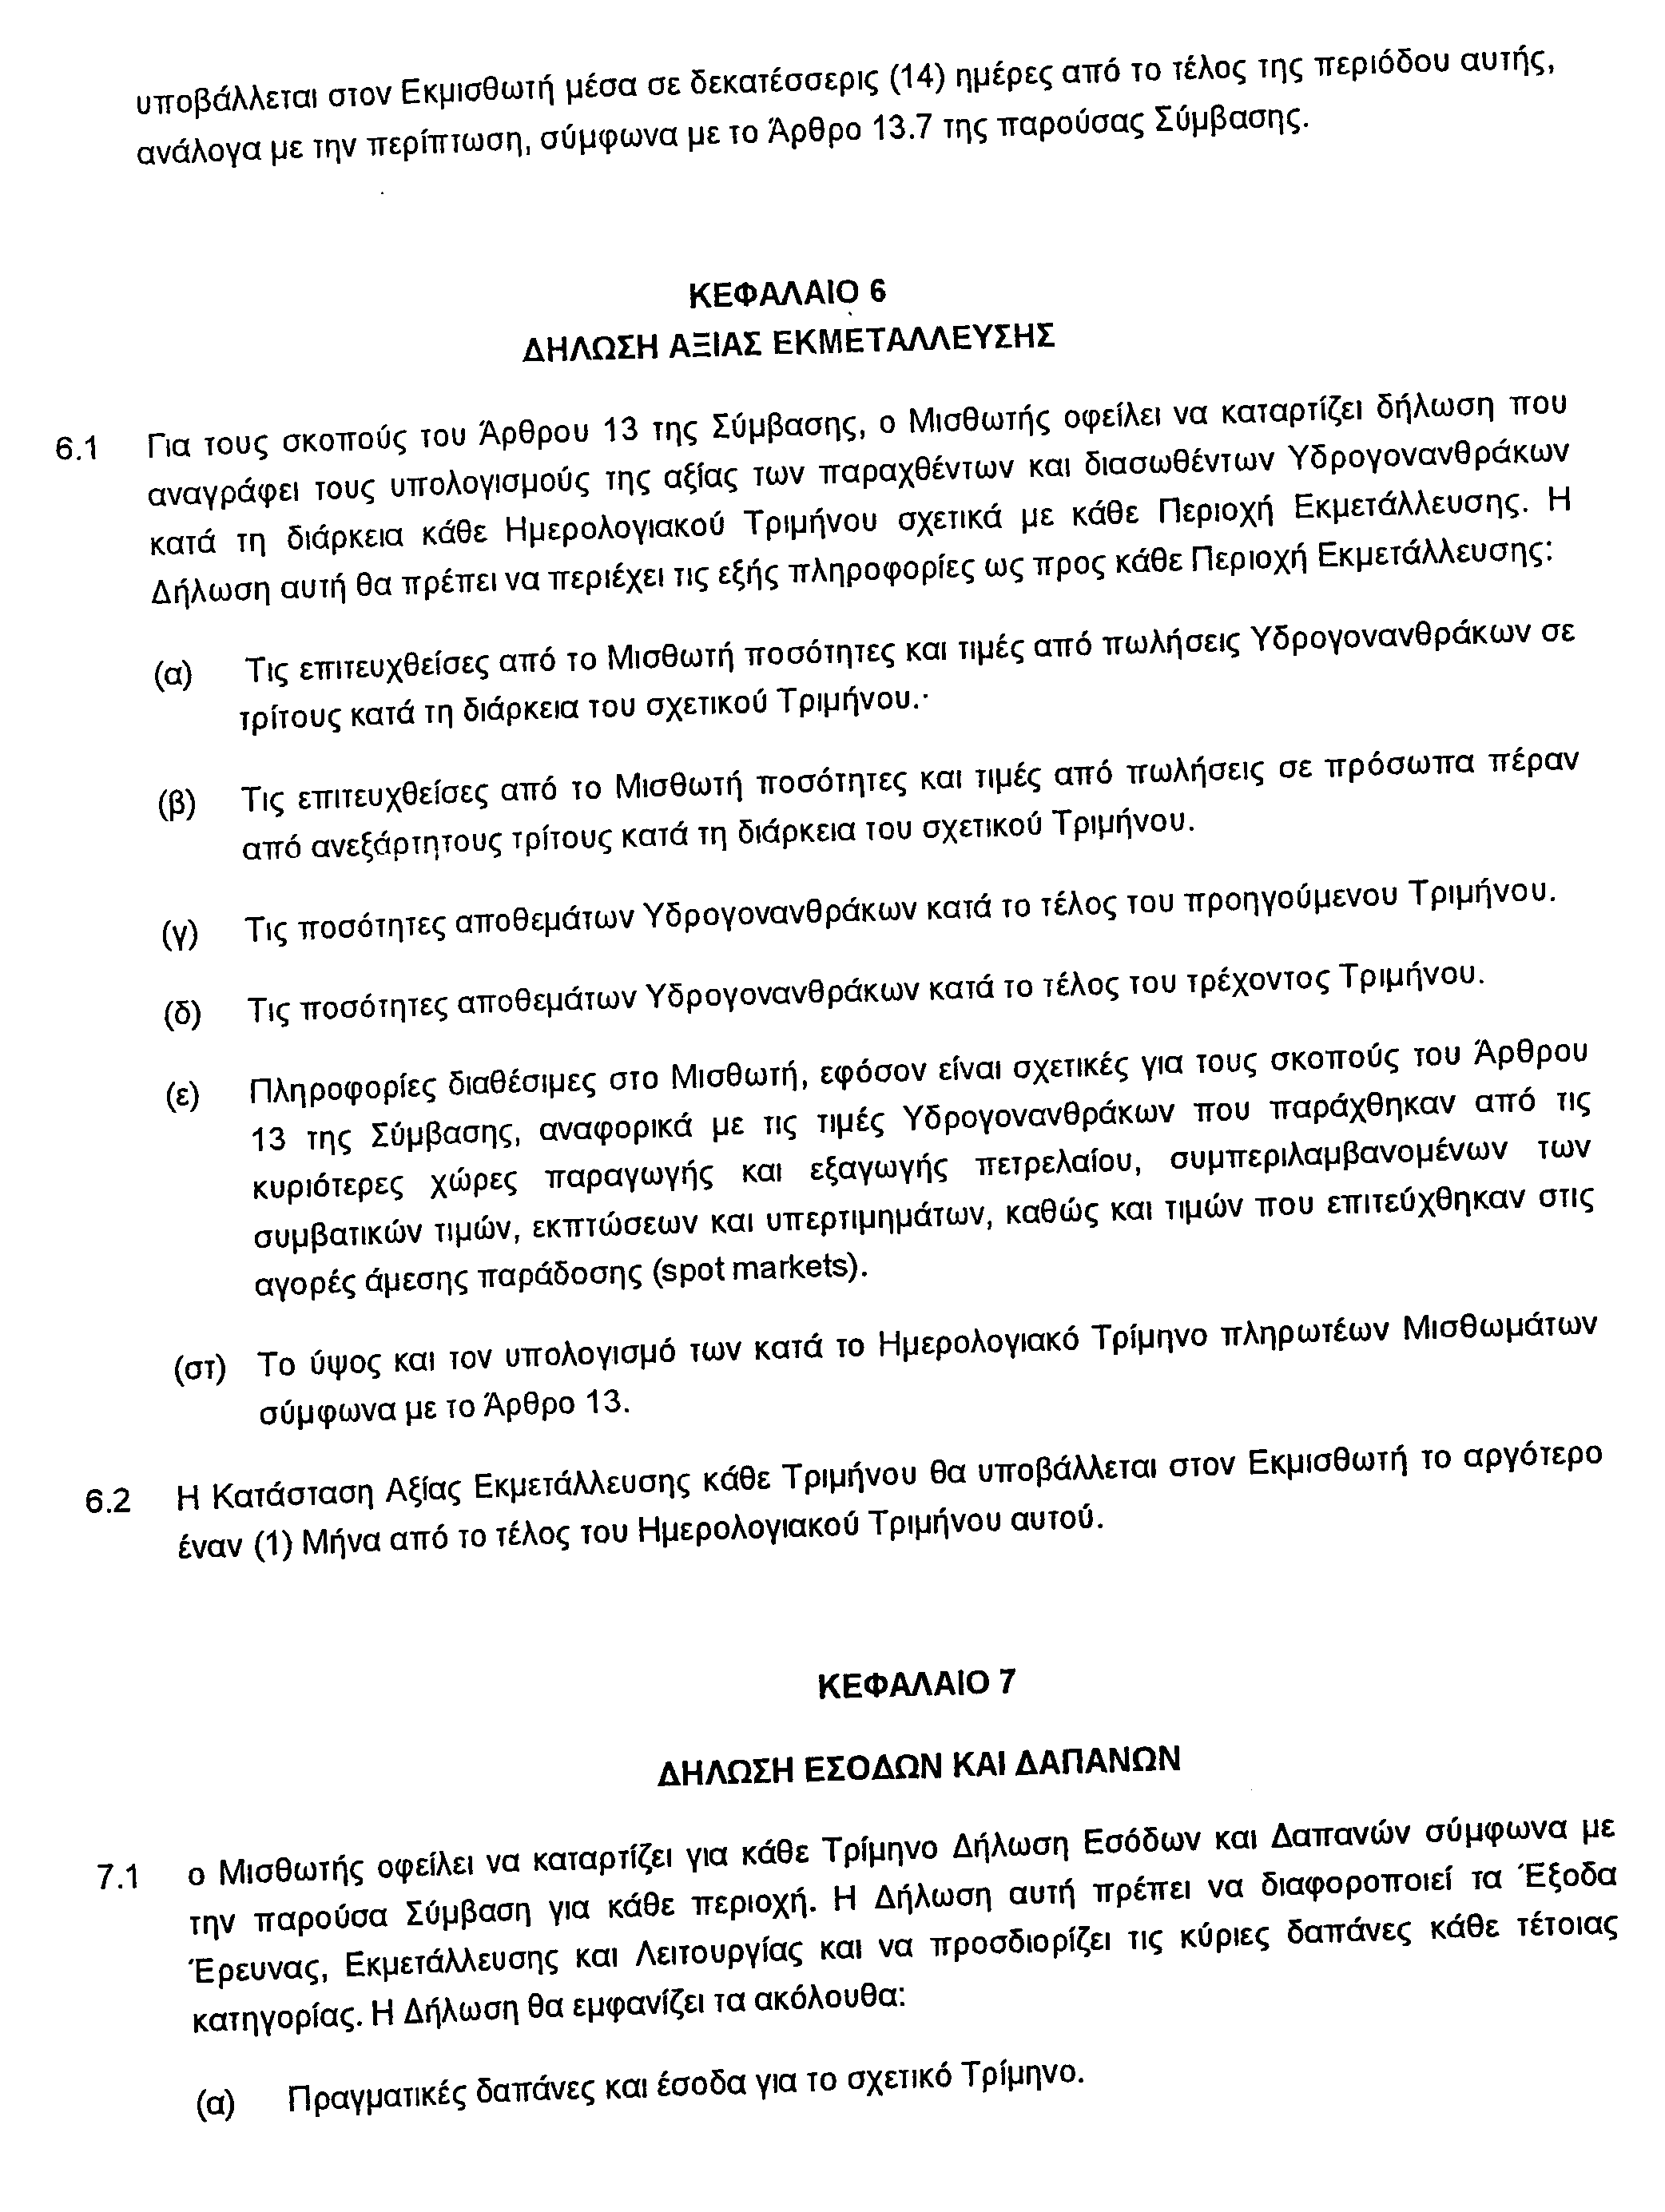 υποβάλλεται στον Εκμισθωτή μέσα σε δεκατέσσερις (14) ημέρες από το τέλος της περιόδου αυτής,
ανάλογα με την περίπτωση, σύμφωνα με το Άρθρο 13.7 της παρούσας Σύμβασης.
ΚΕΦΑΛΑΙΟ 6
ΔΗΛΩΣΗ ΑΞΙΑΣ ΕΚΜΕΤΑΛΛΕΥΣΗΣ
6.1 Για τους σκοπούς του Άρθρου 13 της Σύμβασης, ο Μισθωτής οφείλει να καταρτίζει δήλωση που
αναγράφει τους υπολογισμούς της αξίας των παραχθέντων και διασωθέντων Υδρογονανθράκων
κατά τη διάρκεια κάθε Ημερολογιακού Τριμήνου σχετικά με κάθε Περιοχή Εκμετάλλευσης. Η
Δήλωση αυτή θα πρέπει να περιέχει τις εξής πληροφορίες ως προς κάθε Περιοχή Εκμετάλλευσης:
(α) Τις επιτευχθείσες από το Μισθωτή ποσότητες και τιμές από πωλήσεις Υδρογονανθράκων σε
τρίτους κατά τη διάρκεια του σχετικού Τριμήνου.
(β) Τις επιτευχθείσες από το Μισθωτή ποσότητες και τιμές από πωλήσεις σε πρόσωπα πέραν
από ανεξάρτητους τρίτους κατά τη διάρκεια του σχετικού Τριμήνου.
(γ) Τις ποσότητες αποθεμάτων Υδρογονανθράκων κατά το τέλος του προηγούμενου Τριμήνου.
(δ) Τις ποσότητες αποθεμάτων Υδρογονανθράκων κατά το τέλος του τρέχοντος Τριμήνου.
(ε) Πληροφορίες διαθέσιμες στο Μισθωτή, εφόσον είναι σχετικές για τους σκοπούς του Άρθρου
13 της Σύμβασης, αναφορικά με τις τιμές Υδρογονανθράκων που παράχθηκαν από τις
κυριότερες χώρες παραγωγής και εξαγωγής πετρελαίου, συμπεριλαμβανομένων των
συμβατικών τιμών, εκπτώσεων και υπερτιμημάτων, καθώς και τιμών που επιτεύχθηκαν στις
αγορές άμεσης παράδοσης (spot markets).
(στ) Το ύψος και τον υπολογισμό των κατά το Ημερολογιακό Τρίμηνο πληρωτέων Μισθωμάτων
σύμφωνα με το Άρθρο 13.
6.2 Η Κατάσταση Αξίας Εκμετάλλευσης κάθε Τριμήνου θα υποβάλλεται στον Εκμισθωτή το αργότερο
έναν (1) Μήνα από το τέλος του Ημερολογιακού Τριμήνου αυτού.
ΚΕΦΑΛΑΙΟ 7
ΔΗΛΩΣΗ ΕΣΟΔΩΝ ΚΑΙ ΔΑΠΑΝΩΝ
7.1 ο Μισθωτής οφείλει να καταρτίζει για κάθε Τρίμηνο Δήλωση Εσόδων και Δαπανών σύμφωνα με
την παρούσα Σύμβαση για κάθε περιοχή. Η Δήλωση αυτή πρέπει να διαφοροποιεί τα Έξοδα
Έρευνας, Εκμετάλλευσης και Λειτουργίας και να προσδιορίζει τις κύριες δαπάνες κάθε τέτοιας
κατηγορίας. Η Δήλωση θα εμφανίζει τα ακόλουθα:
(α) Πραγματικές δαπάνες και έσοδα για το σχετικό Τρίμηνο.